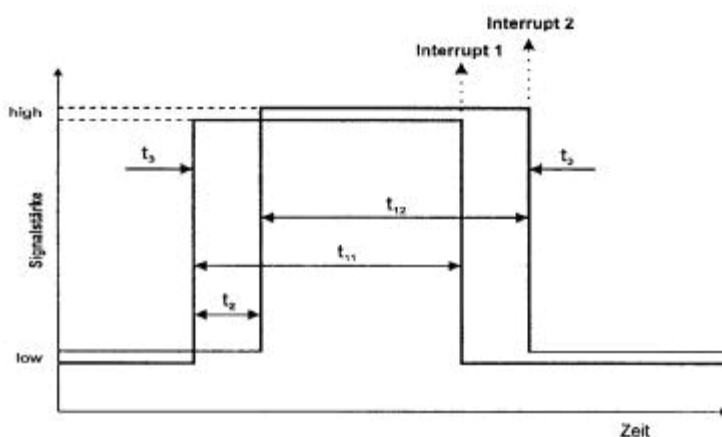 Interrupt 2
Interrupt 1
high
t3
t3
t12
Signalstärke
t11
t2
low
Zeit